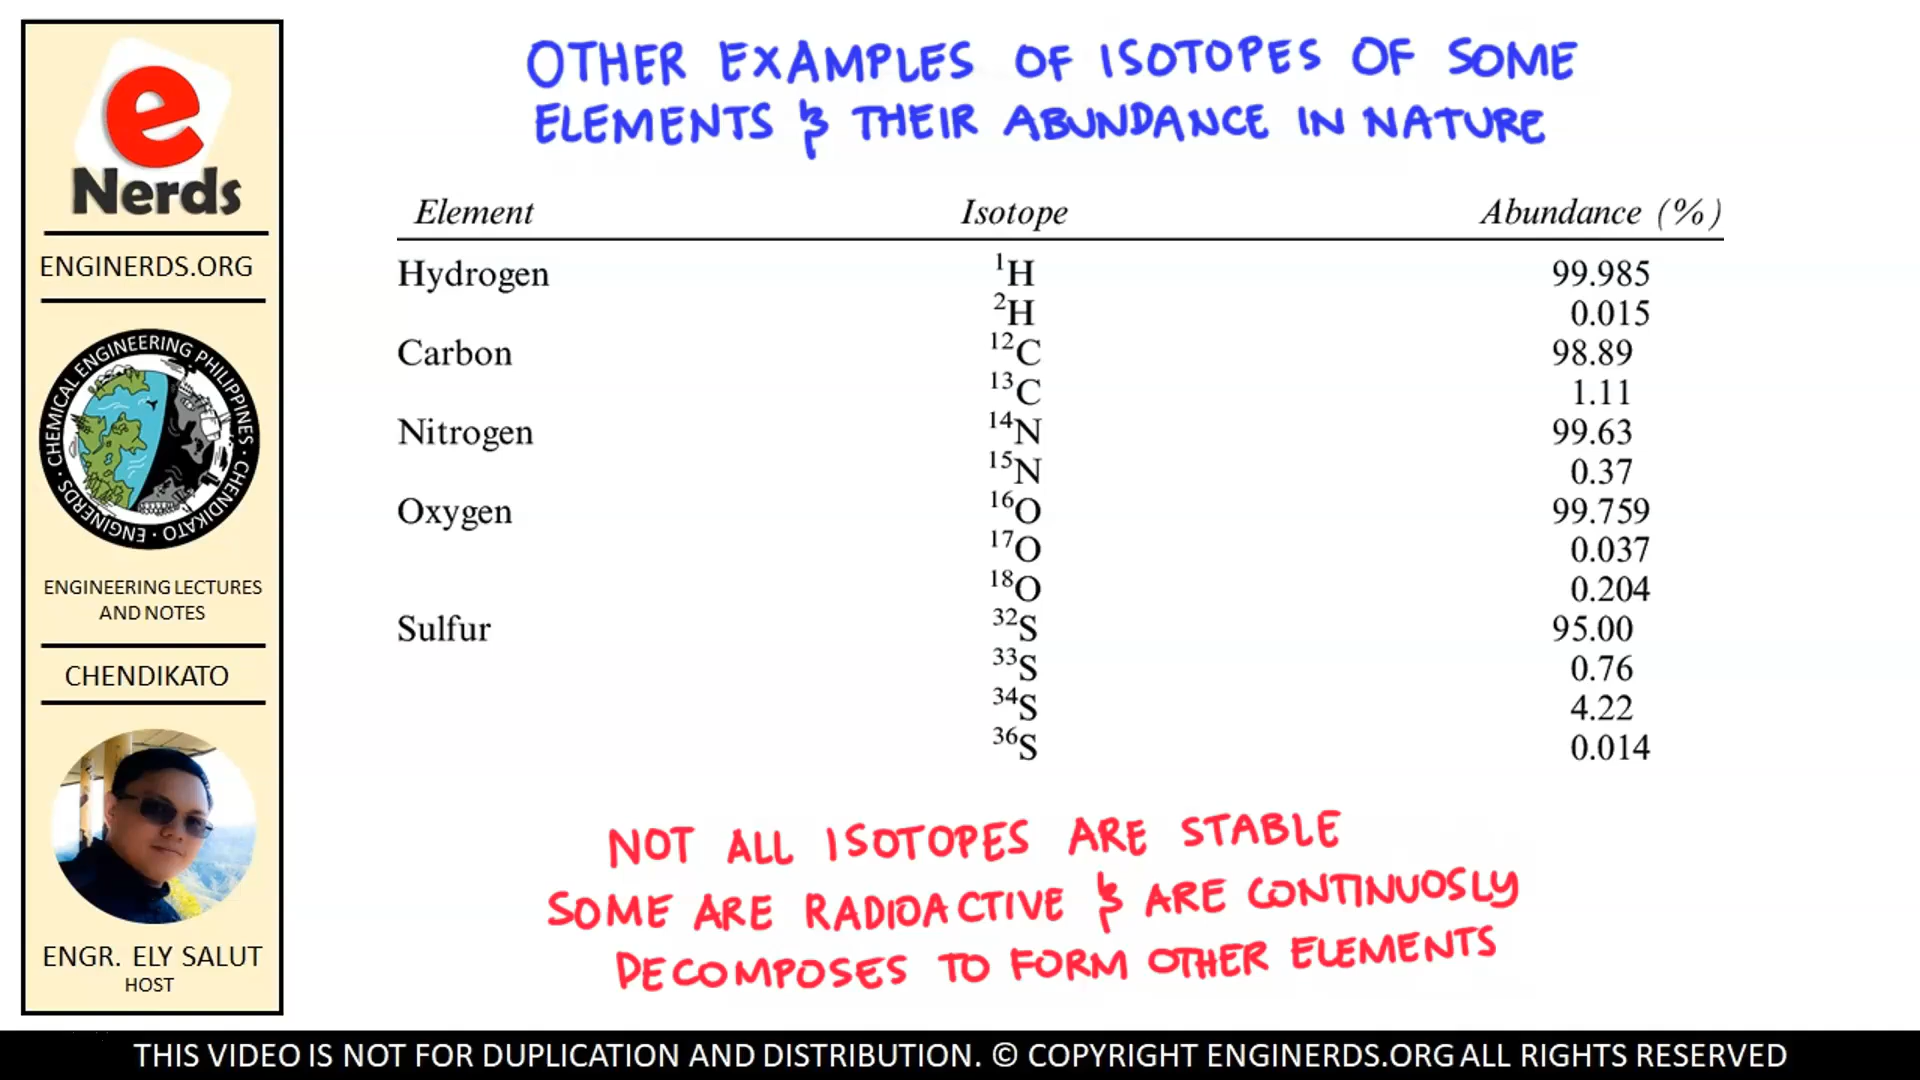 e
Nerds
ENGINERDS.ORG
CHEMICAL ENGINEERING PHILIPPINES · CHENDIKATO · ENGINERDS ·
ENGINEERING LECTURES
AND NOTES
CHENDIKATO
ENGR. ELY SALUT
HOST
OTHER EXAMPLES OF ISOTOPES OF SOME
ELEMENTS & THEIR ABUNDANCE IN NATURE
Element Isotope Abundance (%)
Hydrogen ¹H 99.985
²H 0.015
Carbon ¹²C 98.89
¹³C 1.11
Nitrogen ¹⁴N 99.63
¹⁵N 0.37
Oxygen ¹⁶O 99.759
¹⁷O 0.037
¹⁸O 0.204
Sulfur ³²S 95.00
³³S 0.76
³⁴S 4.22
³⁶S 0.014
NOT ALL ISOTOPES ARE STABLE
SOME ARE RADIOACTIVE & ARE CONTINUOSLY
DECOMPOSES TO FORM OTHER ELEMENTS
THIS VIDEO IS NOT FOR DUPLICATION AND DISTRIBUTION. © COPYRIGHT ENGINERDS.ORG ALL RIGHTS RESERVED